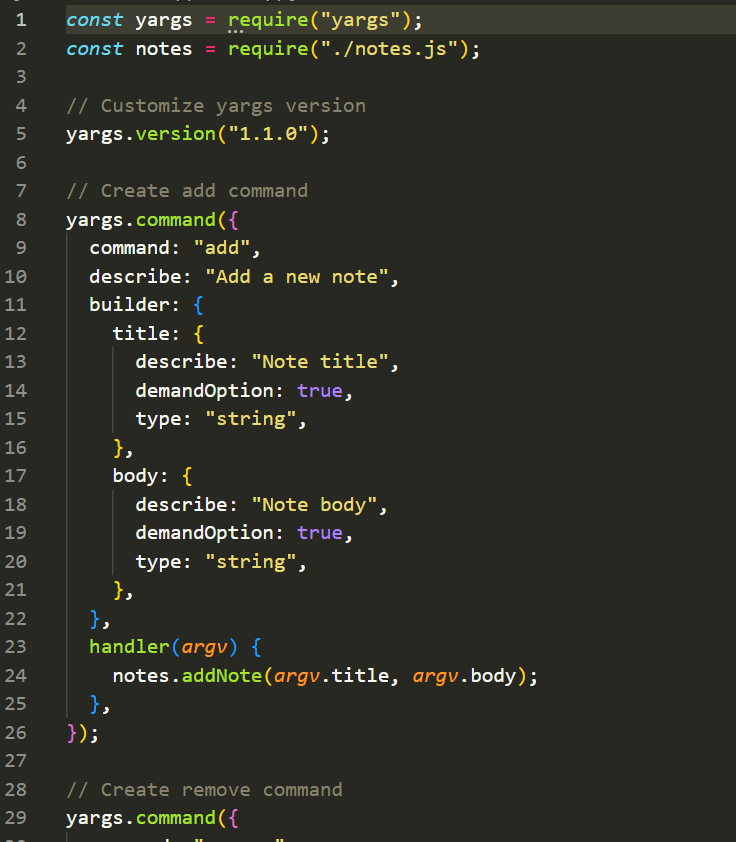 1 const yargs = require("yargs");
2 const notes = require("./notes.js");
3
4 // Customize yargs version
5 yargs.version("1.1.0");
6
7 // Create add command
8 yargs.command({
9 command: "add",
10 describe: "Add a new note",
11 builder: {
12 title: {
13 describe: "Note title",
14 demandOption: true,
15 type: "string",
16 },
17 body: {
18 describe: "Note body",
19 demandOption: true,
20 type: "string",
21 },
22 },
23 handler(argv) {
24 notes.addNote(argv.title, argv.body);
25 },
26 });
27
28 // Create remove command
29 yargs.command({